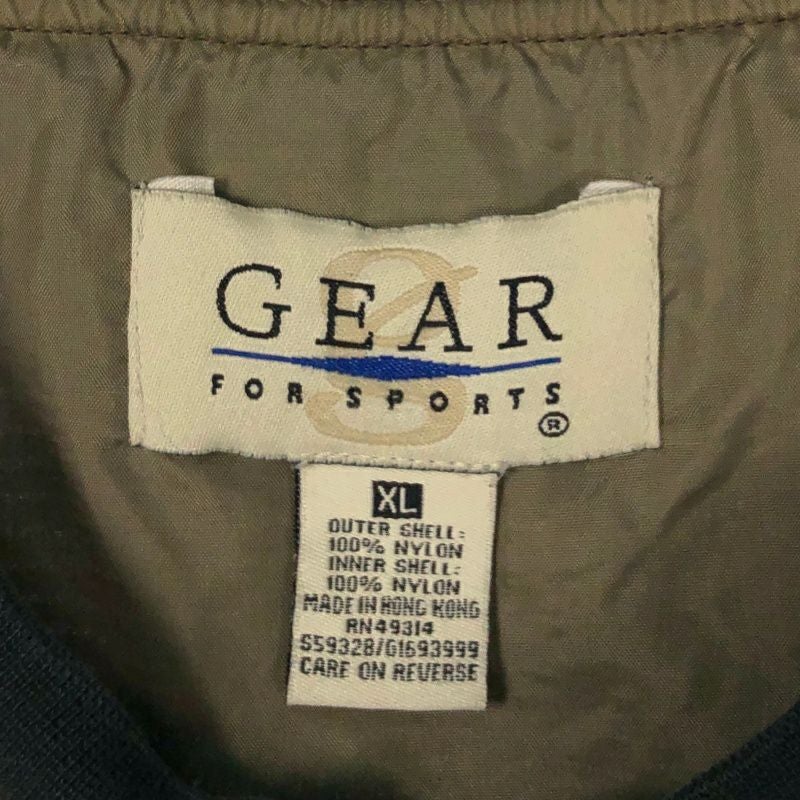 GEAR
FOR SPORTS
®
XL
OUTER SHELL:
100% NYLON
INNER SHELL:
100% NYLON
MADE IN HONG KONG
RN49314
S59328/G1693999
CARE ON REVERSE